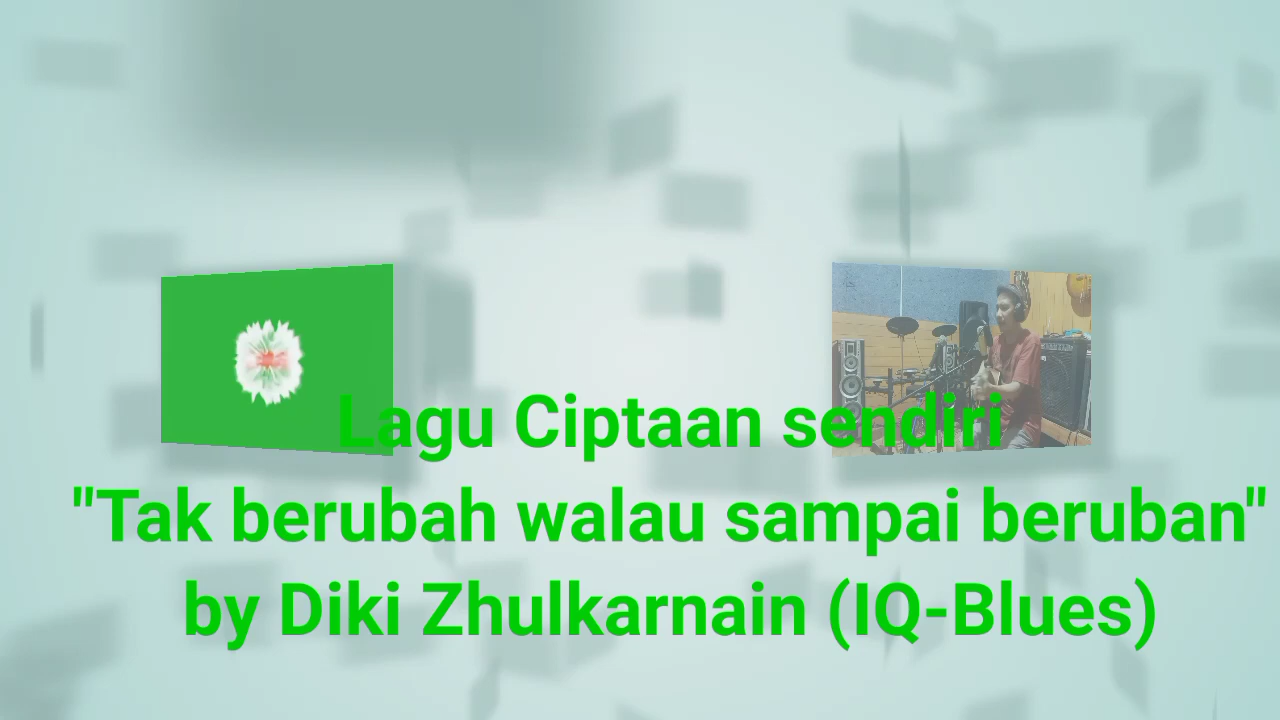 Lagu Ciptaan sendiri
"Tak berubah walau sampai beruban"
by Diki Zhulkarnain (IQ-Blues)